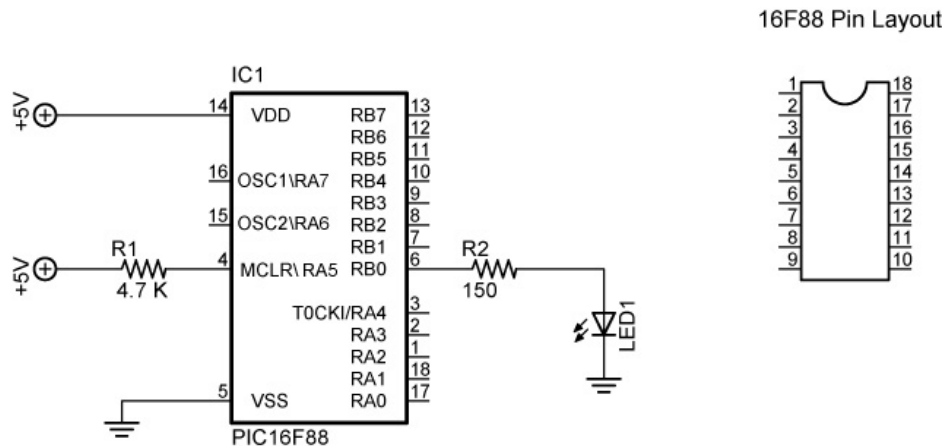 16F88 Pin Layout
IC1
+5V
14 VDD RB7 13
RB6 12
RB5 11
16 OSC1\RA7 RB4 10
RB3 9
15 OSC2\RA6 RB2 8
RB1 7
R1
+5V
4.7 K
4 MCLR\ RA5 RB0 6
R2
150
T0CKI/RA4 3
RA3 2
RA2 1
RA1 18
5 VSS RA0 17
LED1
PIC16F88
1 18
2 17
3 16
4 15
5 14
6 13
7 12
8 11
9 10